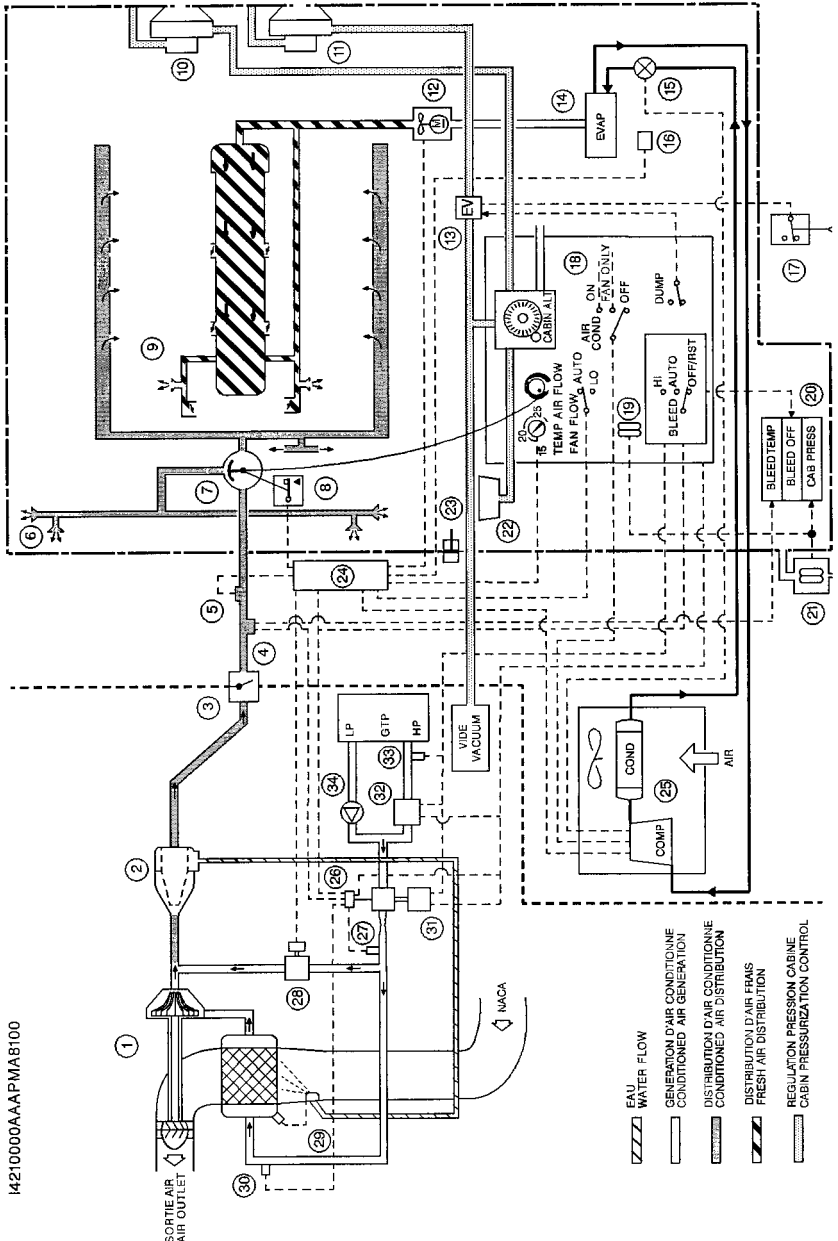 I4210000AAAPMA8100
SORTIE AIR
AIR OUTLET
1
2
3
4
5
6
7
8
9
10
11
12
M
13
EV
14
EVAP
15
16
17
18
AIR
COND
ON
FAN ONLY
OFF
DUMP
CABIN ALT
TEMP
15
20
25
AIR FLOW
FAN FLOW
AUTO
LO
19
BLEED
HI
AUTO
OFF/RST
20
BLEED TEMP
BLEED OFF
CAB PRESS
21
22
23
24
VIDE
VACUUM
LP
GTP
HP
34
33
32
26
27
31
28
29
30
NACA
25
COND
COMP
AIR
EAU
WATER FLOW
GENERATION D'AIR CONDITIONNE
CONDITIONED AIR GENERATION
DISTRIBUTION D'AIR CONDITIONNE
CONDITIONED AIR DISTRIBUTION
DISTRIBUTION D'AIR FRAIS
FRESH AIR DISTRIBUTION
REGULATION PRESSION CABINE
CABIN PRESSURIZATION CONTROL